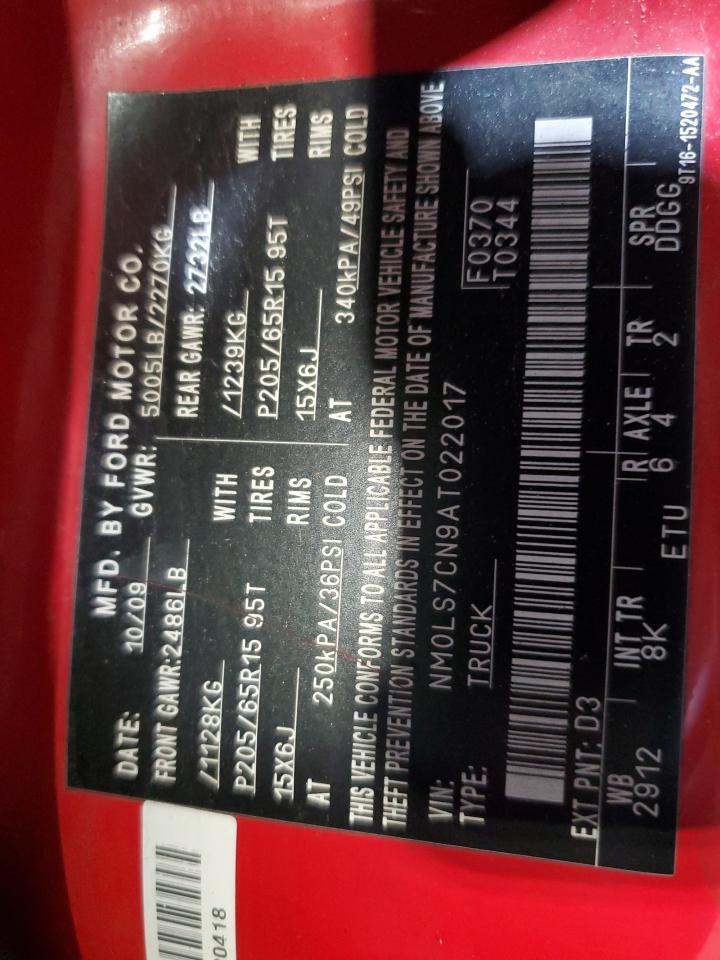 MFD. BY FORD MOTOR CO.
DATE: 10/09 GVWR: 5005LB/2270KG
FRONT GAWR:2486LB REAR GAWR: 2732LB
/1128KG WITH /1239KG WITH
P205/65R15 95T TIRES P205/65R15 95T TIRES
15X6J RIMS 15X6J RIMS
AT 250kPA/36PSI COLD AT 340kPA/49PSI COLD
THIS VEHICLE CONFORMS TO ALL APPLICABLE FEDERAL MOTOR VEHICLE SAFETY AND
THEFT PREVENTION STANDARDS IN EFFECT ON THE DATE OF MANUFACTURE SHOWN ABOVE
VIN: NM0LS7CN9AT022017
TYPE: TRUCK F0370
T0344
EXT PNT: D3
WB INT TR R AXLE TR SPR
2912 8K 6 4 2 DDGG
ETU 9T16-1520472-AA
0418